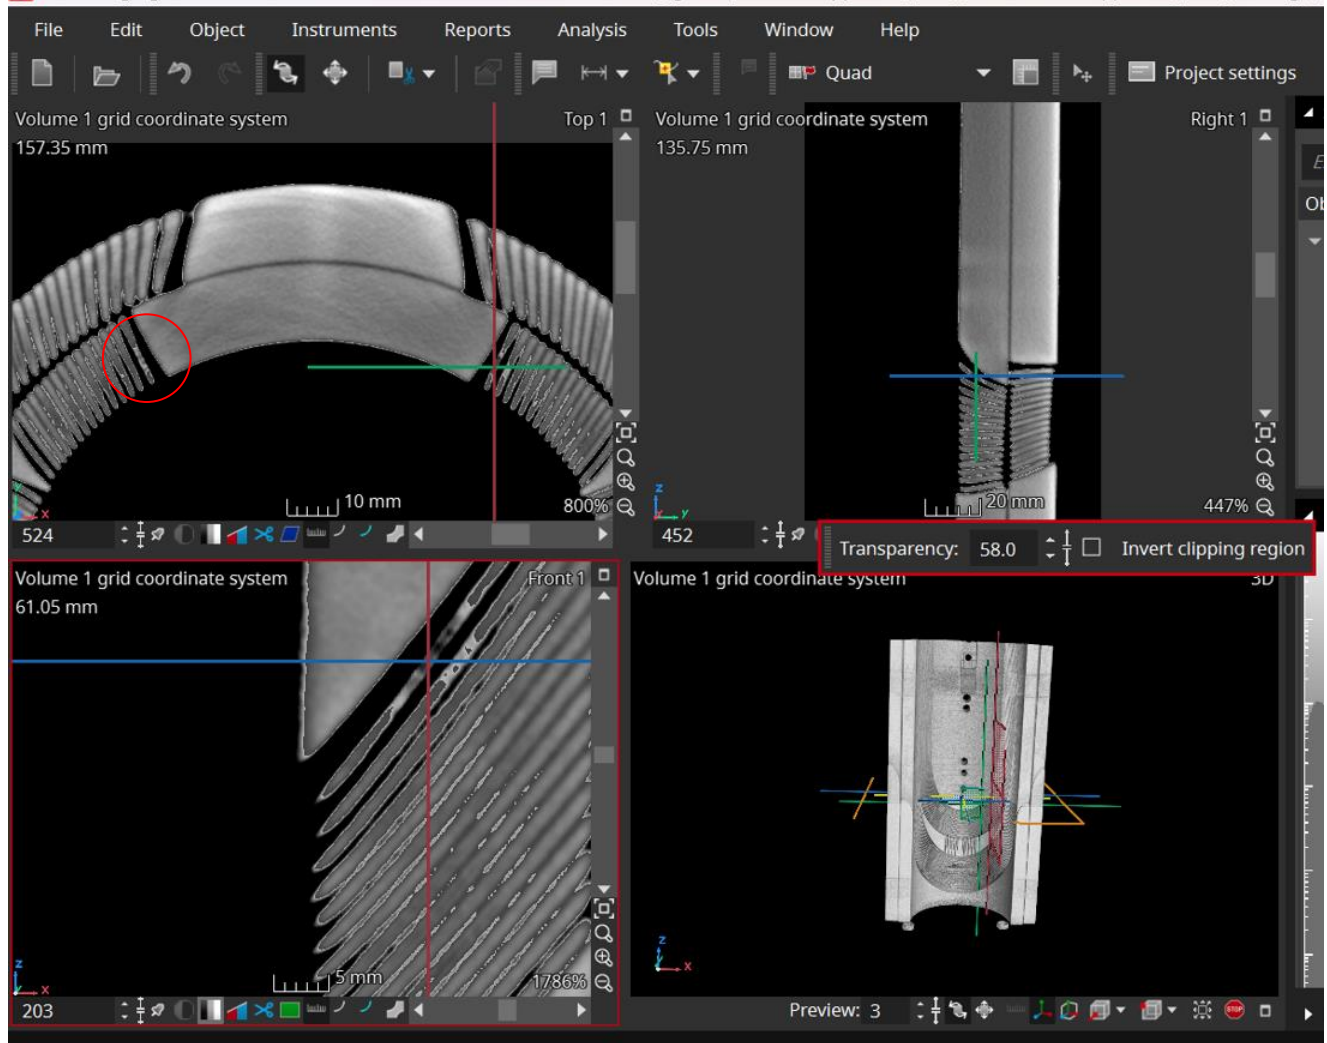 File Edit Object Instruments Reports Analysis Tools Window Help
Quad Project settings
Volume 1 grid coordinate system Top 1
157.35 mm
10 mm 800%
524
Volume 1 grid coordinate system Right 1
135.75 mm
z
y
20 mm 447%
452
Transparency: 58.0 Invert clipping region
Volume 1 grid coordinate system Front 1
61.05 mm
z
x
5 mm 1786%
203
Volume 1 grid coordinate system 3D
z
x
Preview: 3 STOP